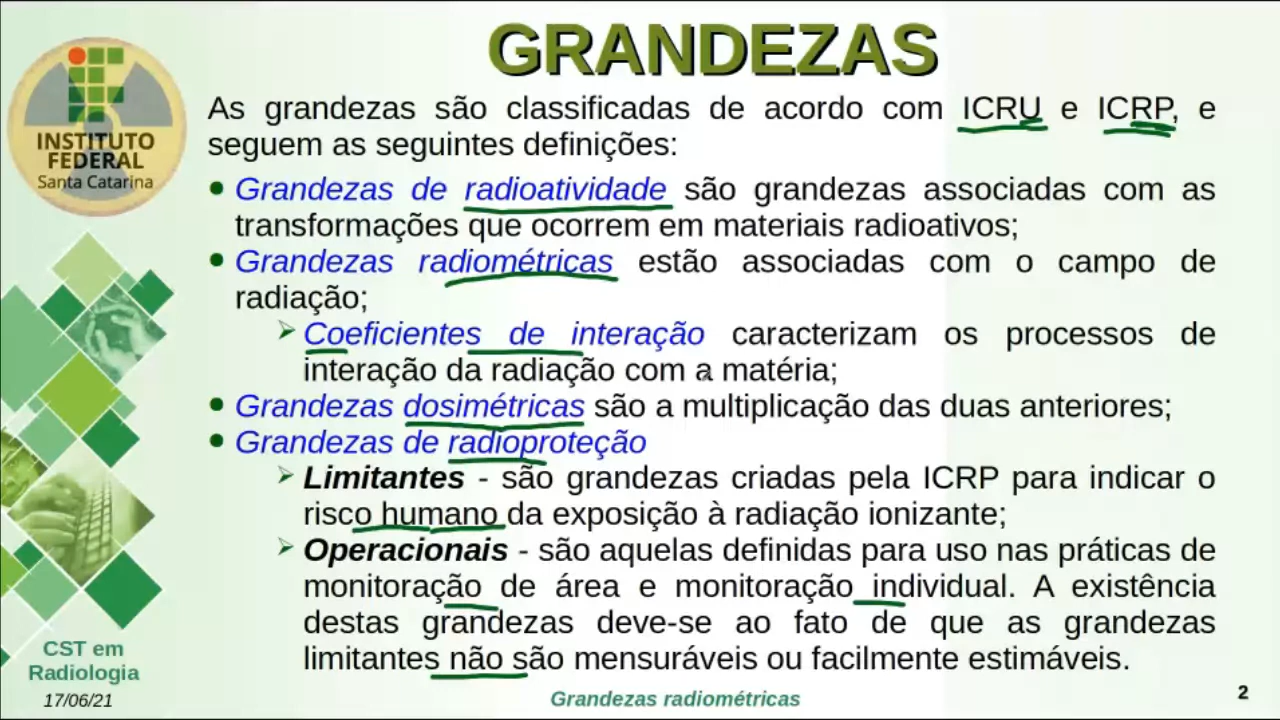 GRANDEZAS
INSTITUTO
FEDERAL
Santa Catarina
As grandezas são classificadas de acordo com ICRU e ICRP, e
seguem as seguintes definições:
Grandezas de radioatividade são grandezas associadas com as
transformações que ocorrem em materiais radioativos;
Grandezas radiométricas estão associadas com o campo de
radiação;
Coeficientes de interação caracterizam os processos de
interação da radiação com a matéria;
Grandezas dosimétricas são a multiplicação das duas anteriores;
Grandezas de radioproteção
Limitantes - são grandezas criadas pela ICRP para indicar o
risco humano da exposição à radiação ionizante;
Operacionais - são aquelas definidas para uso nas práticas de
monitoração de área e monitoração individual. A existência
destas grandezas deve-se ao fato de que as grandezas
limitantes não são mensuráveis ou facilmente estimáveis.
CST em
Radiologia
17/06/21
Grandezas radiométricas
2